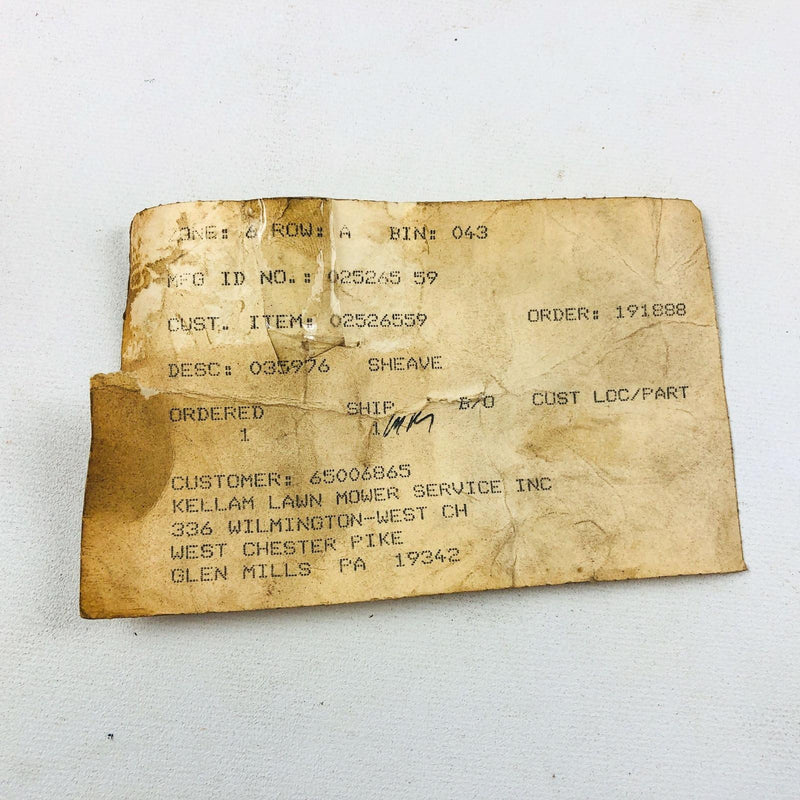 ZONE: 6 ROW: A BIN: 043
MFG ID NO.: 025265 59
CUST. ITEM: 02526559 ORDER: 191888
DESC: 035976 SHEAVE
ORDERED SHIP B/O CUST LOC/PART
1 1
CUSTOMER: 65006865
KELLAM LAWN MOWER SERVICE INC
336 WILMINGTON-WEST CH
WEST CHESTER PIKE
GLEN MILLS PA 19342